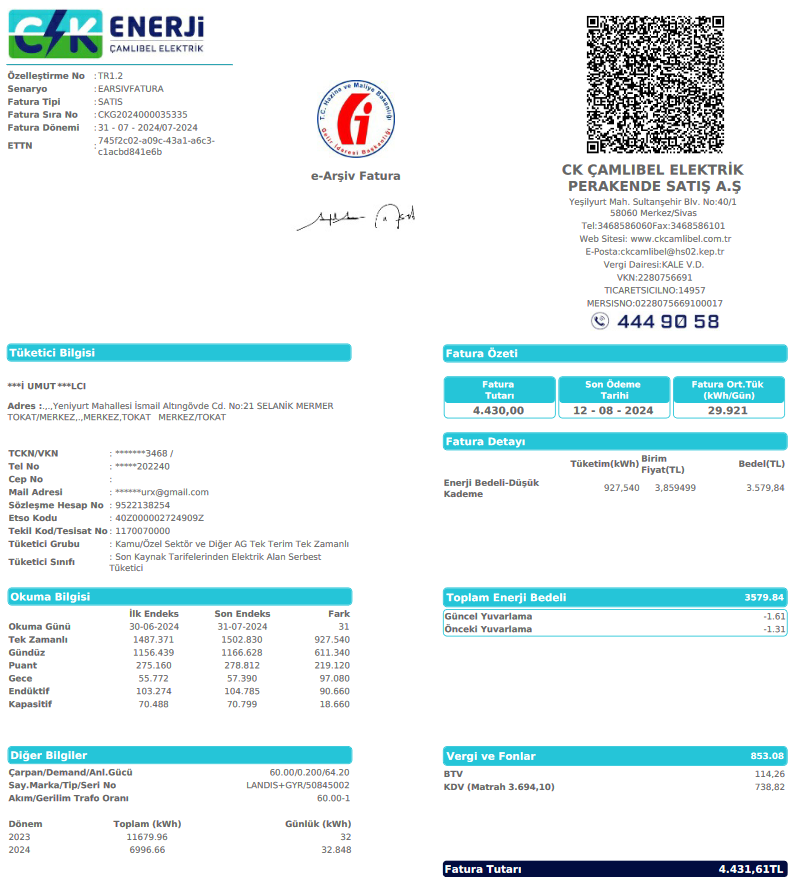 CK ENERJİ
ÇAMLIBEL ELEKTRİK
Özelleştirme No : TR1.2
Senaryo : EARSIVFATURA
Fatura Tipi : SATIS
Fatura Sıra No : CKG2024000035335
Fatura Dönemi : 31 - 07 - 2024/07-2024
ETTN : 745f2c02-a09c-43a1-a6c3-
c1acbd841e6b
T.C. Hazine ve Maliye Bakanlığı
Gelir İdaresi Başkanlığı
e-Arşiv Fatura
CK ÇAMLIBEL ELEKTRİK
PERAKENDE SATIŞ A.Ş
Yeşilyurt Mah. Sultanşehir Blv. No:40/1
58060 Merkez/Sivas
Tel:3468586060Fax:3468586101
Web Sitesi: www.ckcamlibel.com.tr
E-Posta:ckcamlibel@hs02.kep.tr
Vergi Dairesi:KALE V.D.
VKN:2280756691
TICARETSICILNO:14957
MERSISNO:0228075669100017
444 90 58
Tüketici Bilgisi
***İ UMUT ***LCI
Adres :.,.,Yeniyurt Mahallesi İsmail Altıngövde Cd. No:21 SELANİK MERMER
TOKAT/MERKEZ,.,MERKEZ,TOKAT MERKEZ/TOKAT
TCKN/VKN : *******3468 /
Tel No : *****202240
Cep No :
Mail Adresi : ******urx@gmail.com
Sözleşme Hesap No : 9522138254
Etso Kodu : 40Z000002724909Z
Tekil Kod/Tesisat No : 1170070000
Tüketici Grubu : Kamu/Özel Sektör ve Diğer AG Tek Terim Tek Zamanlı
Tüketici Sınıfı : Son Kaynak Tarifelerinden Elektrik Alan Serbest
Tüketici
Fatura Özeti
Fatura Tutarı Son Ödeme Tarihi Fatura Ort.Tük (kWh/Gün)
4.430,00 12 - 08 - 2024 29.921
Fatura Detayı
Tüketim(kWh) Birim Fiyat(TL) Bedel(TL)
Enerji Bedeli-Düşük Kademe 927,540 3,859499 3.579,84
Okuma Bilgisi
İlk Endeks Son Endeks Fark
Okuma Günü 30-06-2024 31-07-2024 31
Tek Zamanlı 1487.371 1502.830 927.540
Gündüz 1156.439 1166.628 611.340
Puant 275.160 278.812 219.120
Gece 55.772 57.390 97.080
Endüktif 103.274 104.785 90.660
Kapasitif 70.488 70.799 18.660
Toplam Enerji Bedeli 3579.84
Güncel Yuvarlama -1.61
Önceki Yuvarlama -1.31
Diğer Bilgiler
Çarpan/Demand/Anl.Gücü 60.00/0.200/64.20
Say.Marka/Tip/Seri No LANDIS+GYR/50845002
Akım/Gerilim Trafo Oranı 60.00-1
Dönem Toplam (kWh) Günlük (kWh)
2023 11679.96 32
2024 6996.66 32.848
Vergi ve Fonlar 853.08
BTV 114,26
KDV (Matrah 3.694,10) 738,82
Fatura Tutarı 4.431,61TL